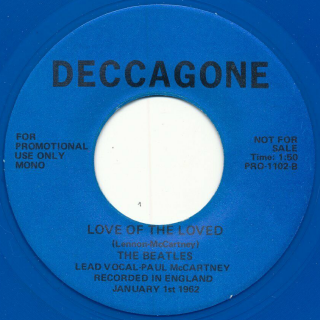 DECCAGONE
FOR
PROMOTIONAL
USE ONLY
MONO
NOT FOR
SALE
Time: 1:50
PRO-1102-B
LOVE OF THE LOVED
(Lennon-McCartney)
THE BEATLES
LEAD VOCAL-PAUL McCARTNEY
RECORDED IN ENGLAND
JANUARY 1st 1962